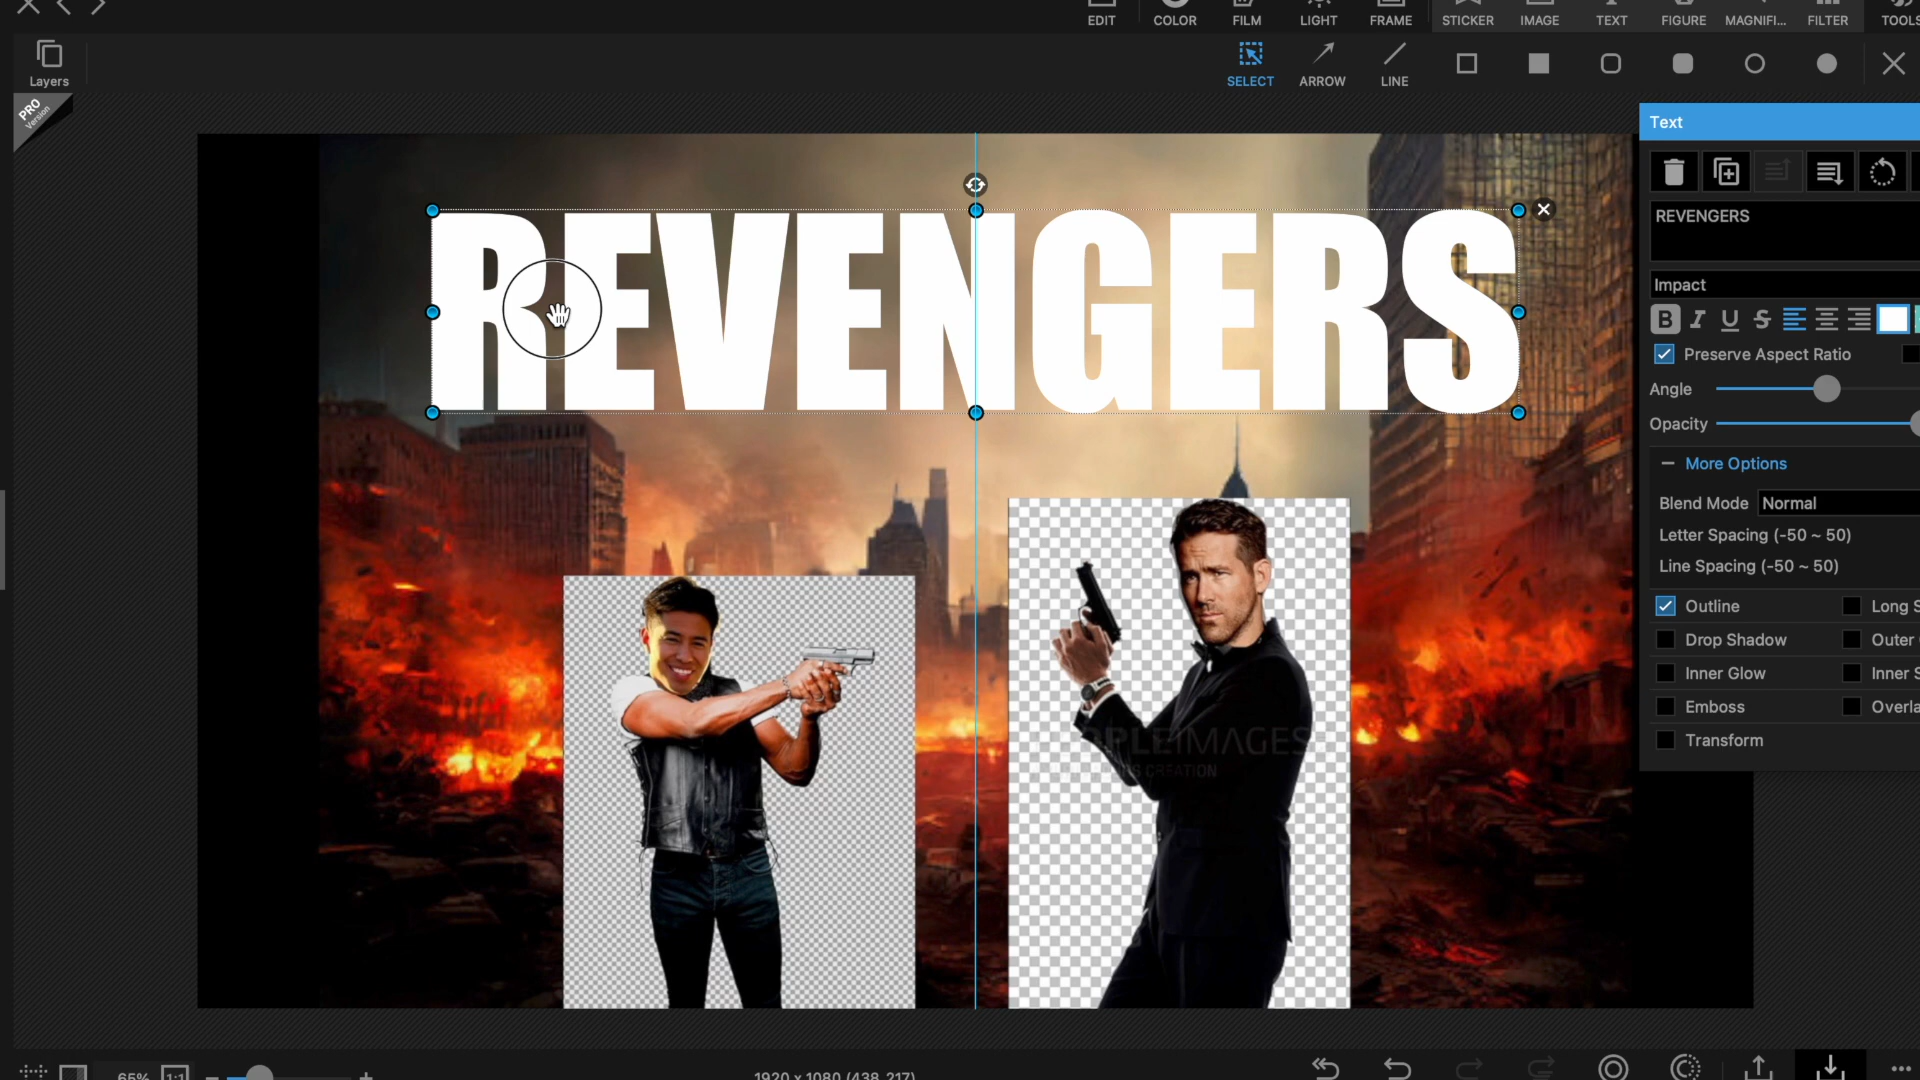 EDIT COLOR FILM LIGHT FRAME STICKER IMAGE TEXT FIGURE MAGNIFI... FILTER TOOLS
Layers
SELECT ARROW LINE
PRO
Version
Text
REVENGERS
REVENGERS
Impact
B I U S
Preserve Aspect Ratio
Angle
Opacity
More Options
Blend Mode Normal
Letter Spacing (-50 ~ 50)
Line Spacing (-50 ~ 50)
Outline Long S
Drop Shadow Outer
Inner Glow Inner S
Emboss Overla
Transform
PLEIMAGES
CREATION
65% 1:1 1920 x 1080 (438, 217)